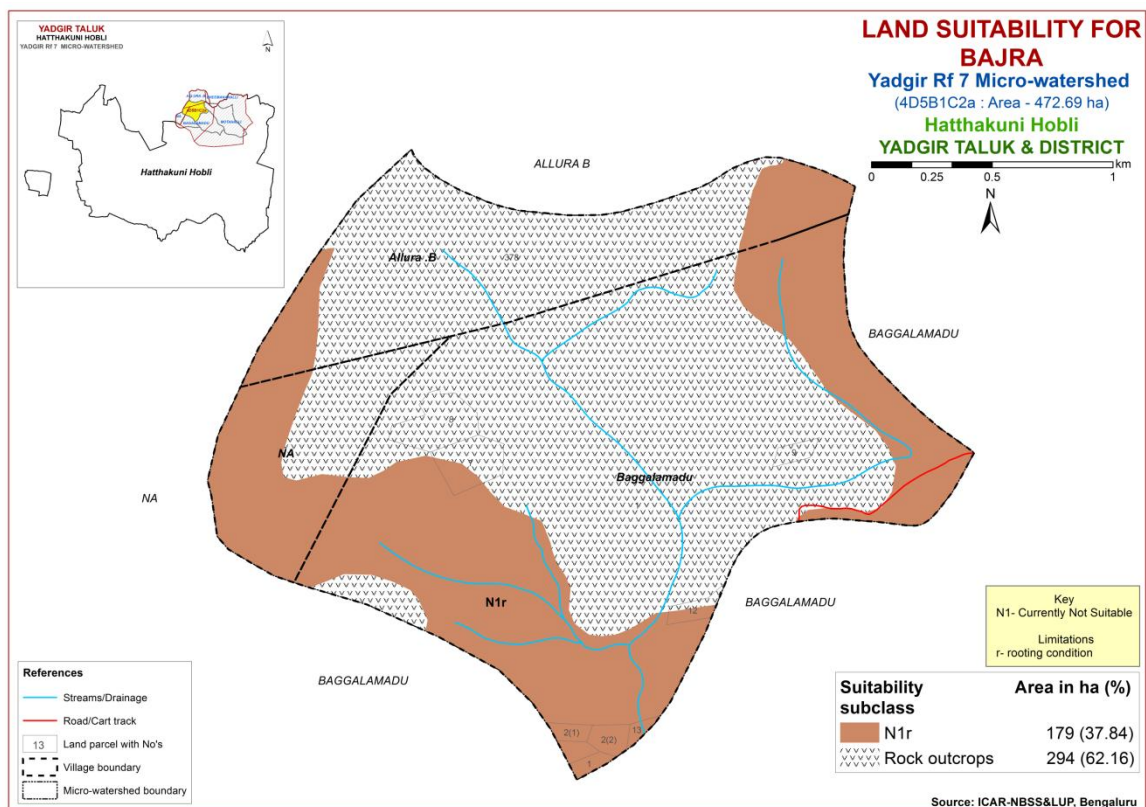 YADGIR TALUK
HATTHAKUNI HOBLI
YADGIR Rf 7 MICRO-WATERSHED
N
Hatthakuni Hobli
LAND SUITABILITY FOR
BAJRA
Yadgir Rf 7 Micro-watershed
(4D5B1C2a : Area - 472.69 ha)
Hatthakuni Hobli
YADGIR TALUK & DISTRICT
km
0 0.25 0.5 1
N
ALLURA B
Allura .B
378
BAGGALAMADU
8
7
9
NA
Baggalamadu
1
NA
N1r
12
BAGGALAMADU
BAGGALAMADU
2(1)
2(2)
13
1
Key
N1- Currently Not Suitable
Limitations
r- rooting condition
References
Streams/Drainage
Road/Cart track
13 Land parcel with No's
Village boundary
Micro-watershed boundary
Suitability subclass Area in ha (%)
N1r 179 (37.84)
Rock outcrops 294 (62.16)
Source: ICAR-NBSS&LUP, Bengaluru